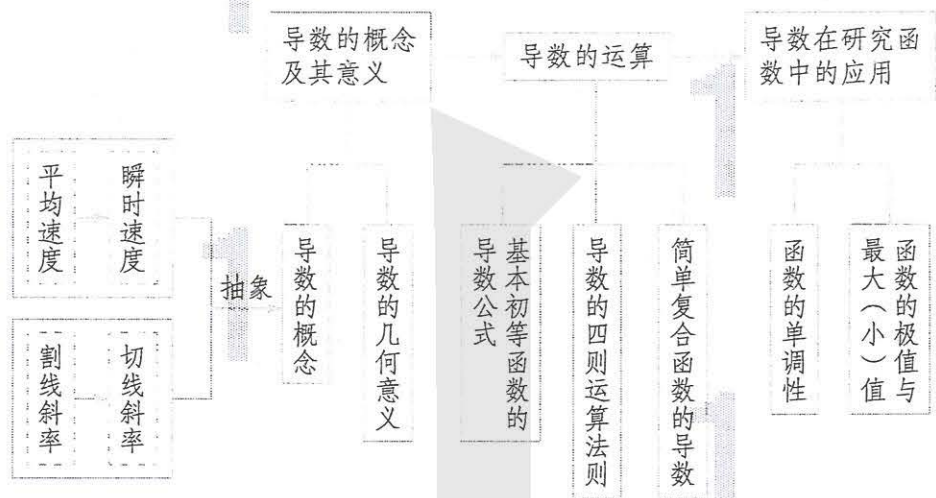 导数的概念
及其意义
导数的运算
导数在研究函
数中的应用
平均速度
瞬时速度
割线斜率
切线斜率
抽象
导数的概念
导数的几何意义
基本初等函数的
导数公式
导数的四则运算法则
简单复合函数的导数
函数的单调性
函数的极值与
最大(小)值